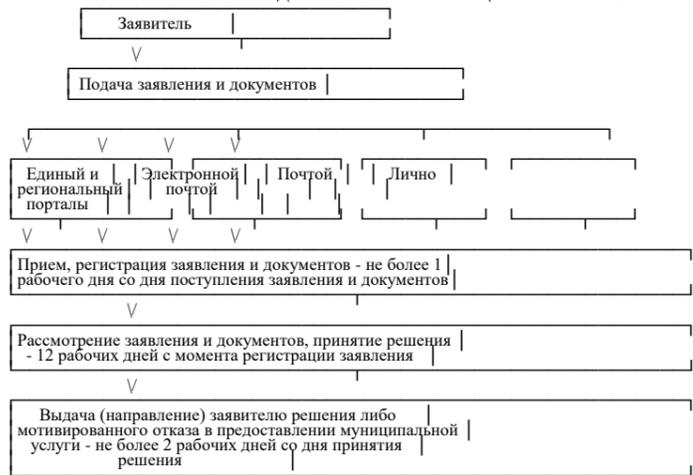 Заявитель
Подача заявления и документов
Единый и региональный порталы
Электронной почтой
Почтой
Лично
Прием, регистрация заявления и документов - не более 1
рабочего дня со дня поступления заявления и документов
Рассмотрение заявления и документов, принятие решения
- 12 рабочих дней с момента регистрации заявления
Выдача (направление) заявителю решения либо
мотивированного отказа в предоставлении муниципальной
услуги - не более 2 рабочих дней со дня принятия
решения